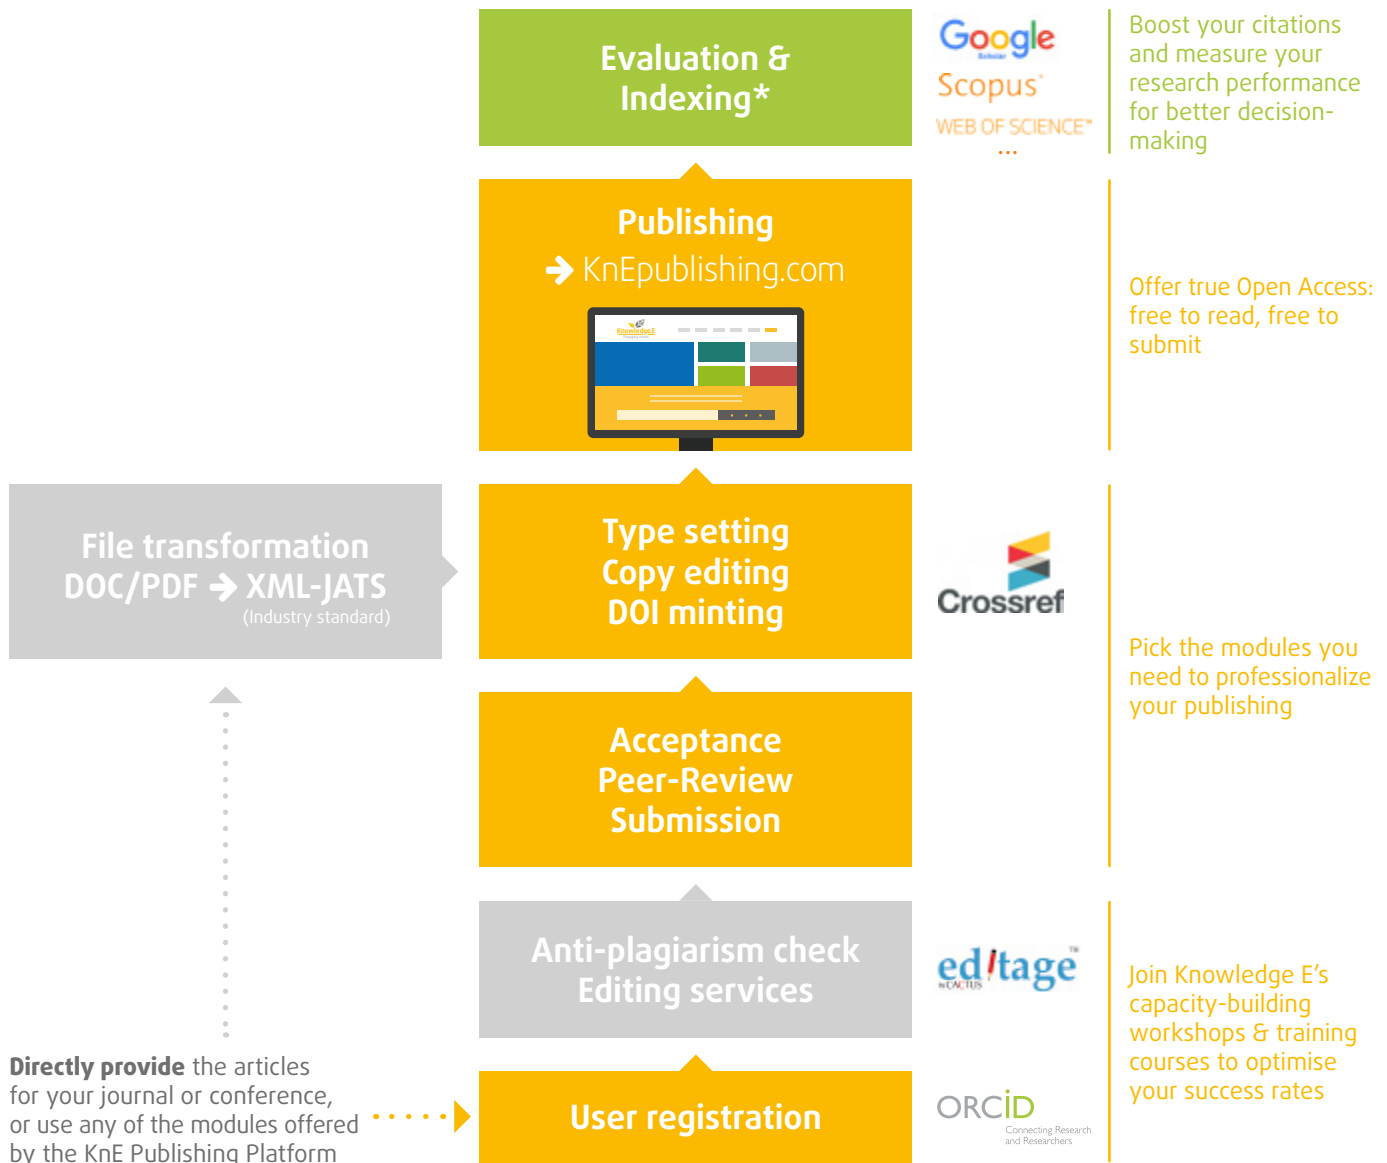 Evaluation &
Indexing*
Google
Scholar
Scopus®
WEB OF SCIENCE™
...
Boost your citations
and measure your
research performance
for better decision-
making
Publishing
→ KnEpublishing.com
Knowledge E
Offer true Open Access:
free to read, free to
submit
File transformation
DOC/PDF → XML-JATS
(Industry standard)
Type setting
Copy editing
DOI minting
Crossref
Pick the modules you
need to professionalize
your publishing
Acceptance
Peer-Review
Submission
Anti-plagiarism check
Editing services
editage™
by CACTUS
Join Knowledge E’s
capacity-building
workshops & training
courses to optimise
your success rates
Directly provide the articles
for your journal or conference,
or use any of the modules offered
by the KnE Publishing Platform
User registration
ORCID
Connecting Research
and Researchers